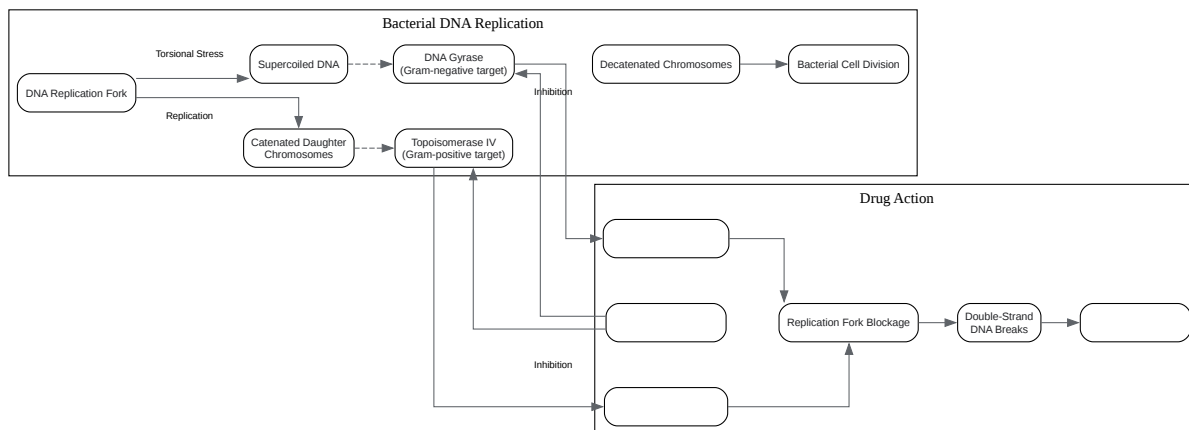 Bacterial DNA Replication
Torsional Stress
Supercoiled DNA
DNA Gyrase
(Gram-negative target)
Decatenated Chromosomes
Bacterial Cell Division
DNA Replication Fork
Inhibition
Replication
Catenated Daughter
Chromosomes
Topoisomerase IV
(Gram-positive target)
Drug Action
Replication Fork Blockage
Double-Strand
DNA Breaks
Inhibition